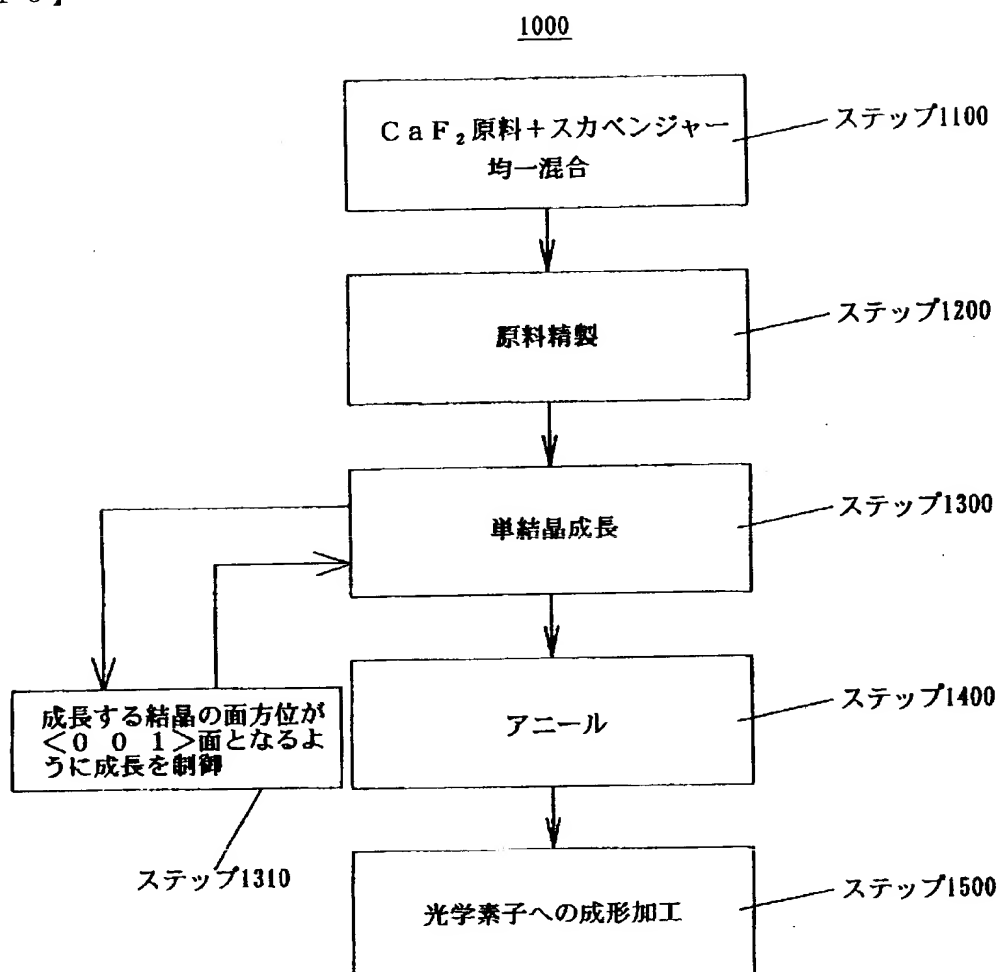 1000
CaF₂原料+スカベンジャー
均一混合
ステップ1100
原料精製
ステップ1200
単結晶成長
ステップ1300
成長する結晶の面方位が
<0 0 1>面となるよ
うに成長を制御
ステップ1310
アニール
ステップ1400
光学素子への成形加工
ステップ1500